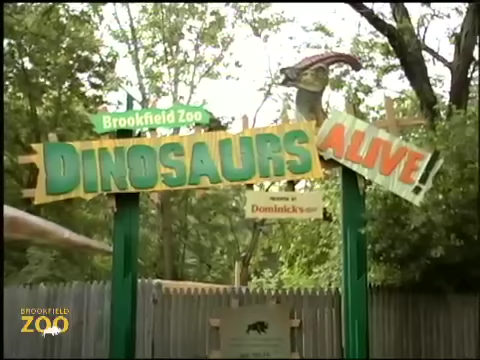 Brookfield Zoo
DINOSAURS ALIVE!
PRESENTED BY
Dominick's
BROOKFIELD
ZOO